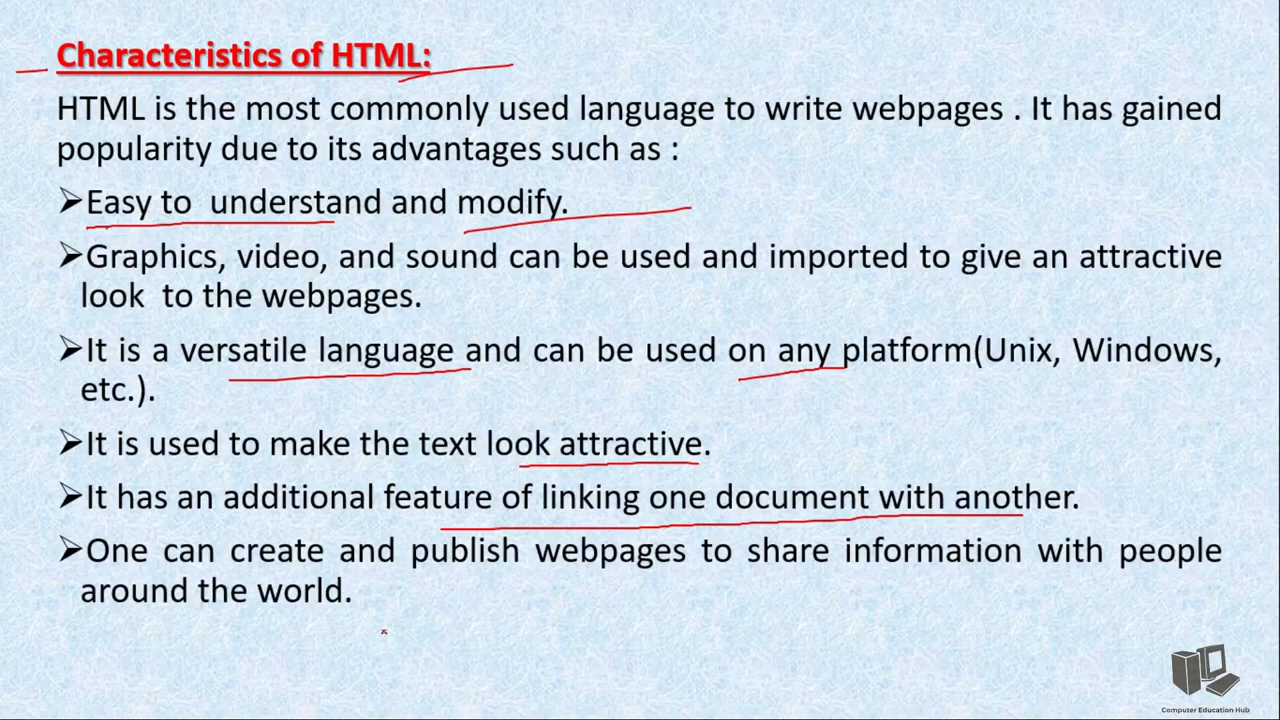 Characteristics of HTML:
HTML is the most commonly used language to write webpages . It has gained
popularity due to its advantages such as :
➢Easy to understand and modify.
➢Graphics, video, and sound can be used and imported to give an attractive
look to the webpages.
➢It is a versatile language and can be used on any platform(Unix, Windows,
etc.).
➢It is used to make the text look attractive.
➢It has an additional feature of linking one document with another.
➢One can create and publish webpages to share information with people
around the world.
Computer Education Hub